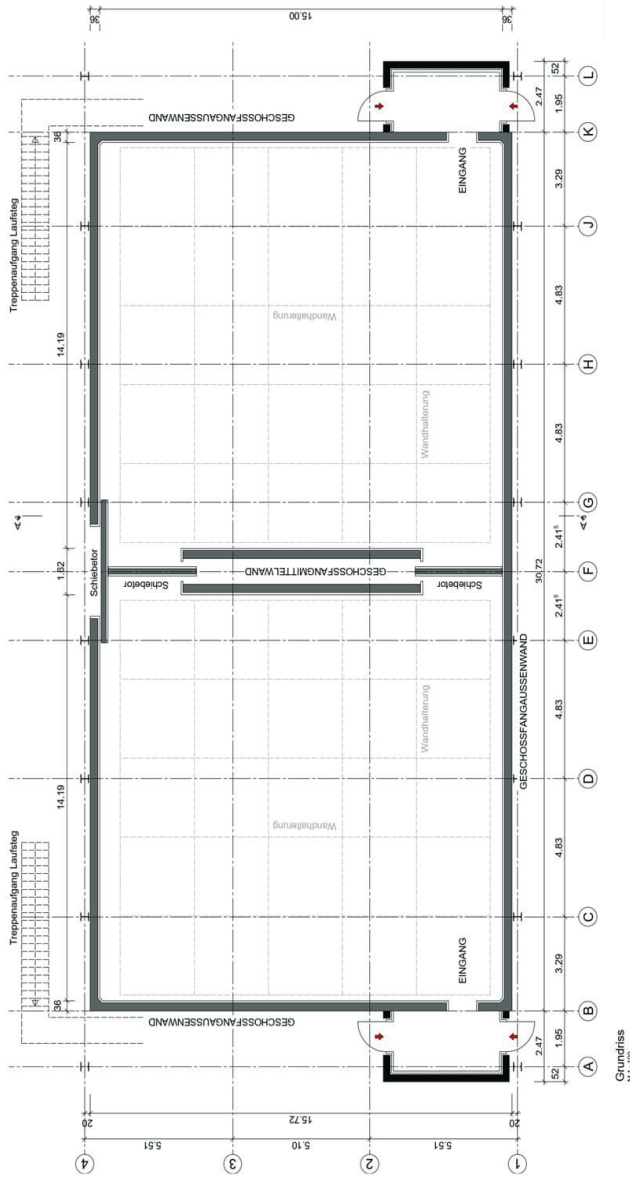 36
15.00
36
Treppenaufgang Laufsteg
Treppenaufgang Laufsteg
36
14.19
1.62
14.19
36
GESCHOSSFANGAUSSENWAND
GESCHOSSFANGAUSSENWAND
Schiebetor
Schiebetor
Schiebetor
GESCHOSSFANGMITTELWAND
Wandhalterung
Wandhalterung
Wandhalterung
Wandhalterung
EINGANG
EINGANG
A
A
GESCHOSSFANGAUSSENWAND
20
15.72
20
5.51
5.10
5.51
4
3
2
1
2.47
30.72
2.47
52
1.95
3.29
4.83
4.83
2.41⁵
2.41⁵
4.83
4.83
3.29
1.95
52
A
B
C
D
E
F
G
H
J
K
L
Grundriss